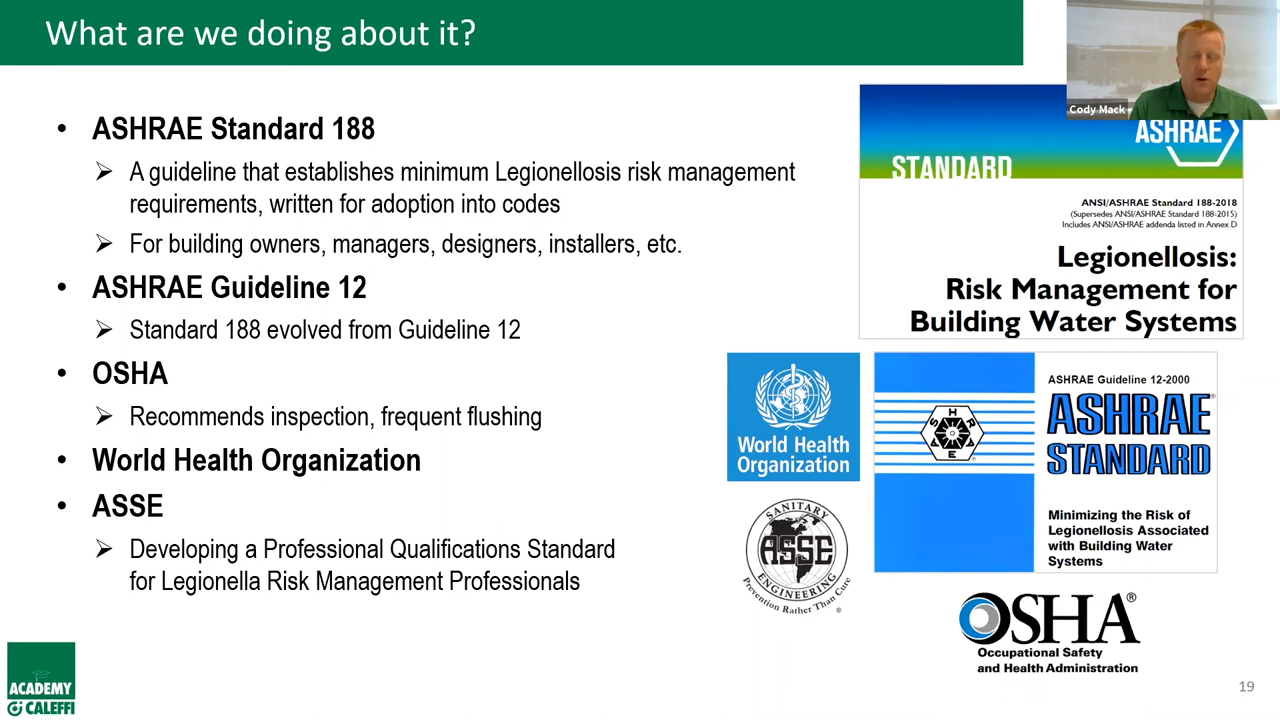 What are we doing about it?
Cody Mack
• ASHRAE Standard 188
➢ A guideline that establishes minimum Legionellosis risk management
requirements, written for adoption into codes
➢ For building owners, managers, designers, installers, etc.
• ASHRAE Guideline 12
➢ Standard 188 evolved from Guideline 12
• OSHA
➢ Recommends inspection, frequent flushing
• World Health Organization
• ASSE
➢ Developing a Professional Qualifications Standard
for Legionella Risk Management Professionals
ASHRAE
STANDARD
ANSI/ASHRAE Standard 188-2018
(Supersedes ANSI/ASHRAE Standard 188-2015)
Includes ANSI/ASHRAE addenda listed in Annex D
Legionellosis:
Risk Management for
Building Water Systems
World Health
Organization
ASHRAE Guideline 12-2000
ASHRAE®
STANDARD
ASHRAE
Minimizing the Risk of
Legionellosis Associated
with Building Water
Systems
SANITARY
ASSE
ENGINEERING
Prevention Rather Than Cure
®
OSHA®
Occupational Safety
and Health Administration
ACADEMY
CALEFFI
19